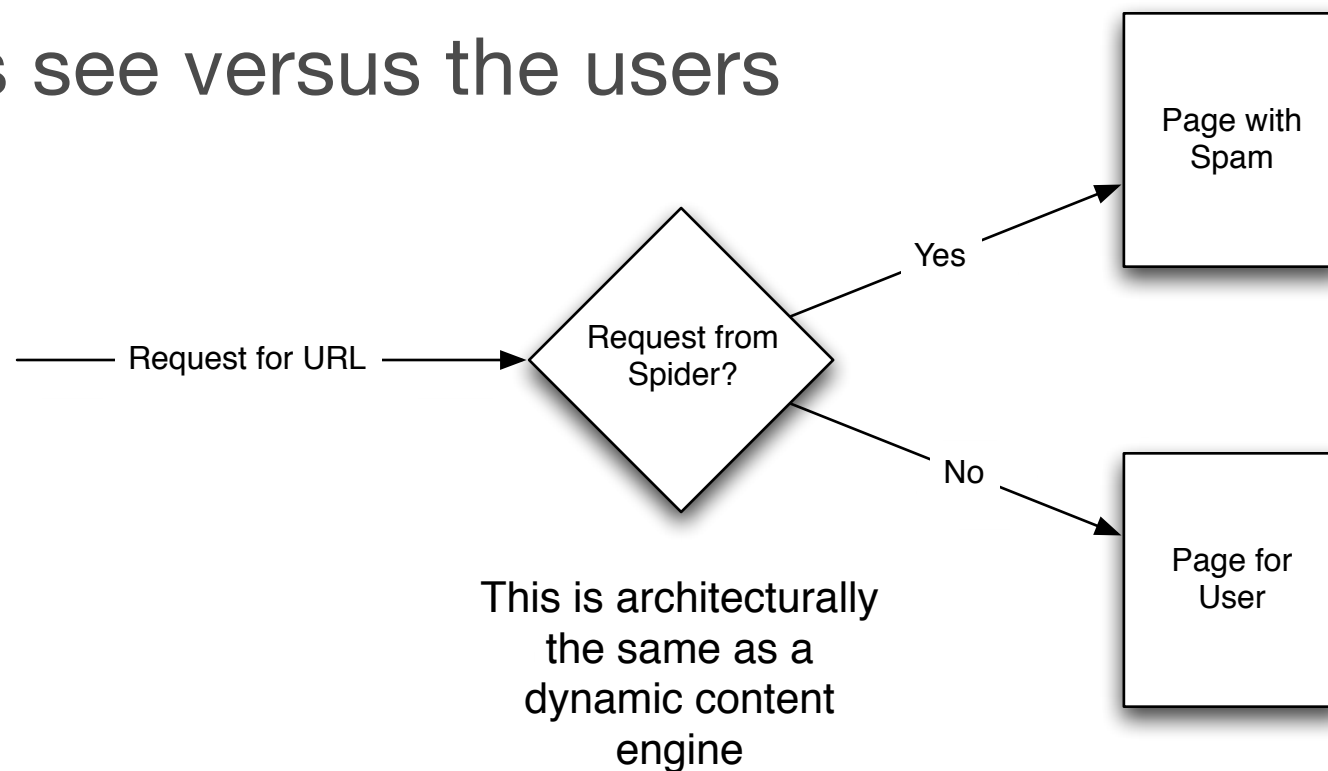 s see versus the users
Page with
Spam
Yes
Request for URL
Request from
Spider?
No
Page for
User
This is architecturally
the same as a
dynamic content
engine